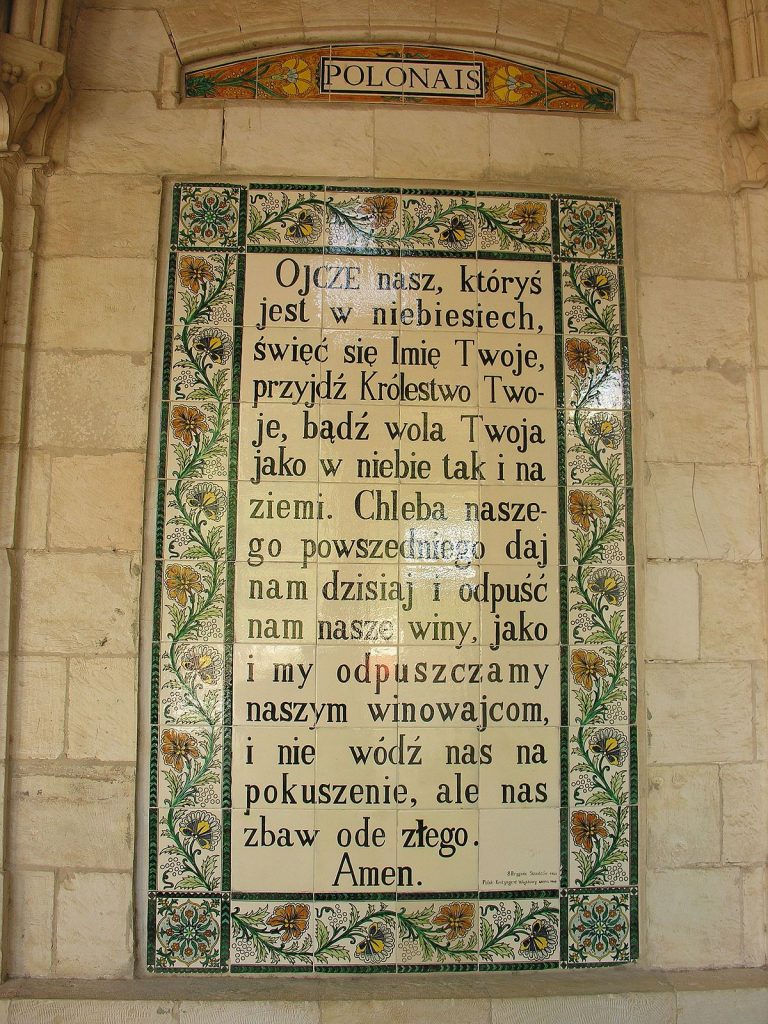 POLONAIS
OJCZE nasz, któryś
jest w niebiesiech,
święć się Imię Twoje,
przyjdź Królestwo Two-
je, bądź wola Twoja
jako w niebie tak i na
ziemi. Chleba nasze-
go powszedniego daj
nam dzisiaj i odpuść
nam nasze winy, jako
i my odpuszczamy
naszym winowajcom,
i nie wódź nas na
pokuszenie, ale nas
zbaw ode złego.
Amen.